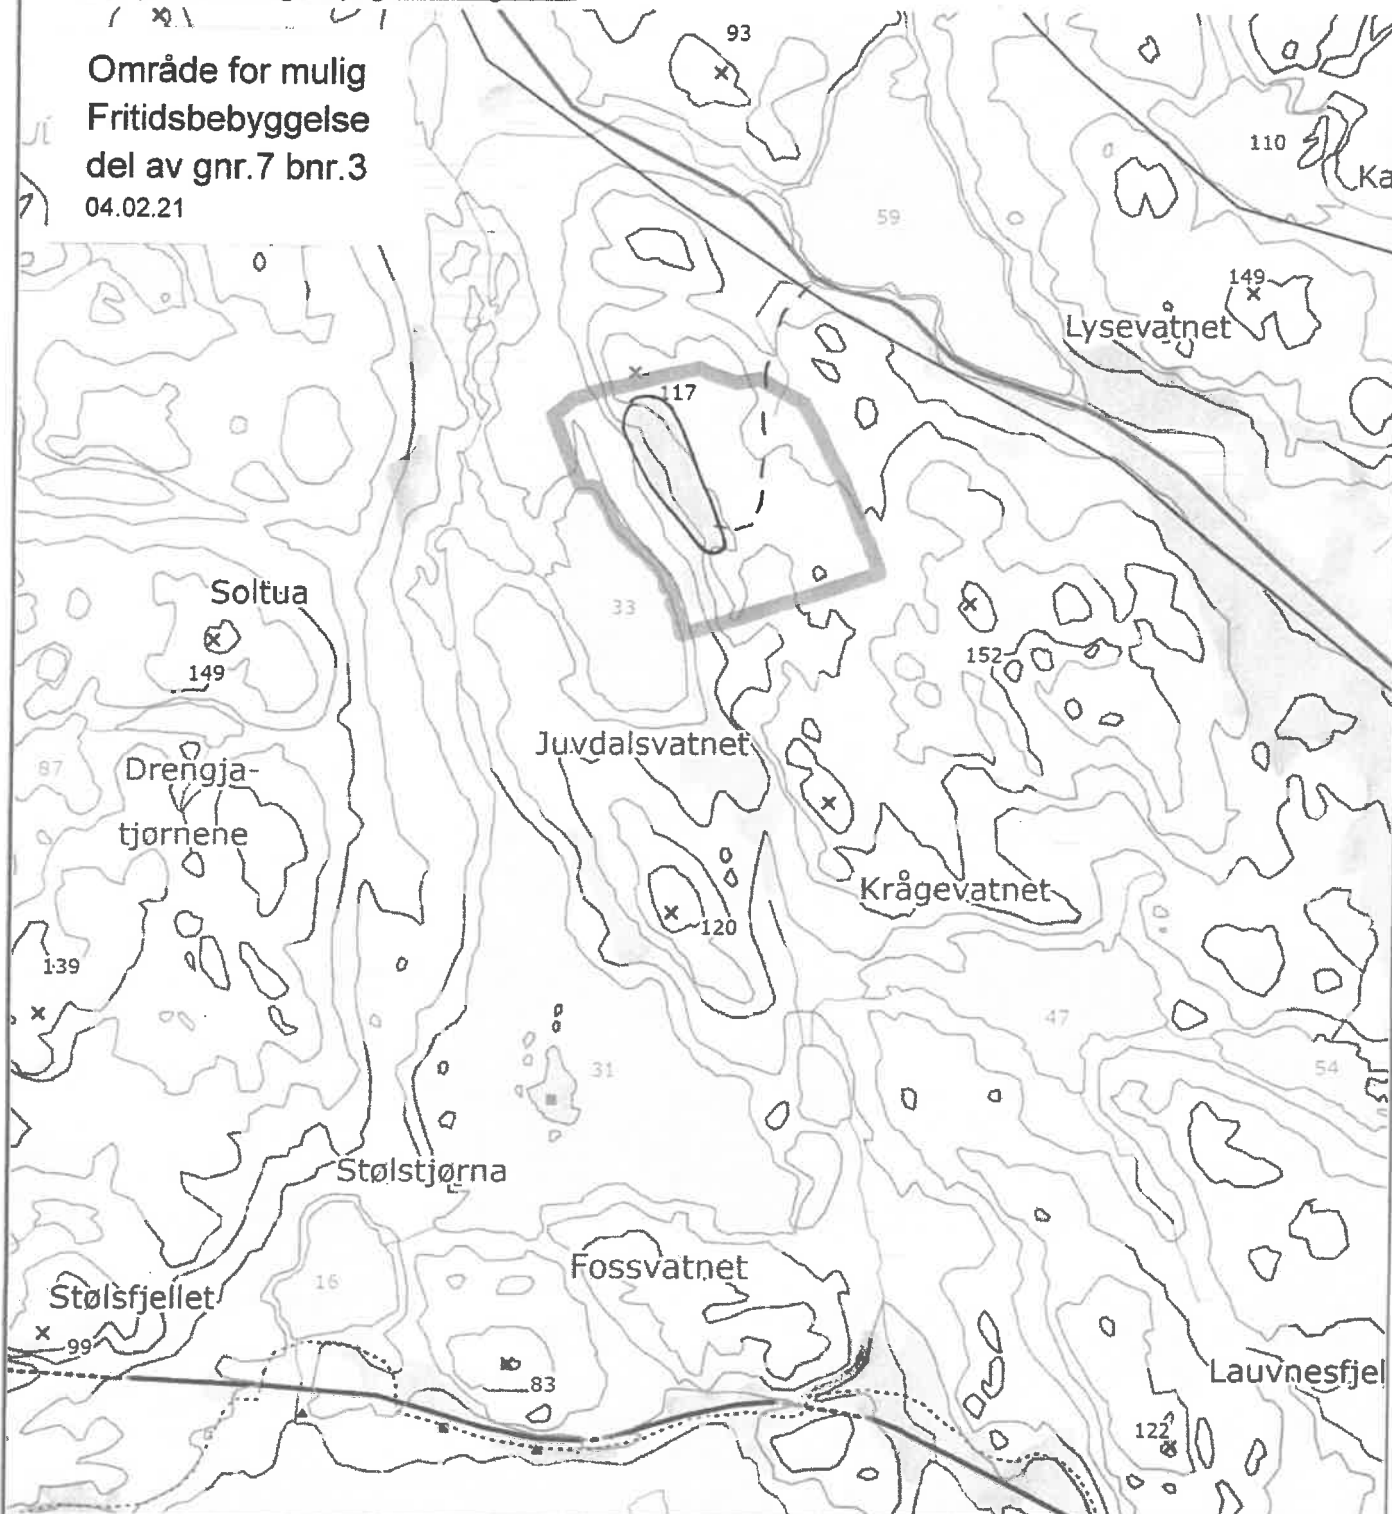 Område for mulig
Fritidsbebyggelse
del av gnr.7 bnr.3
04.02.21
93
110
Ka
59
149
Lysevatnet
117
Soltua
33
149
152
Juvdalsvatnet
87
Drengja-
tjørnene
Krågevatnet
120
139
47
31
54
Stølstjørna
Fossvatnet
16
Stølsfjellet
99
83
Lauvnesfjel
122